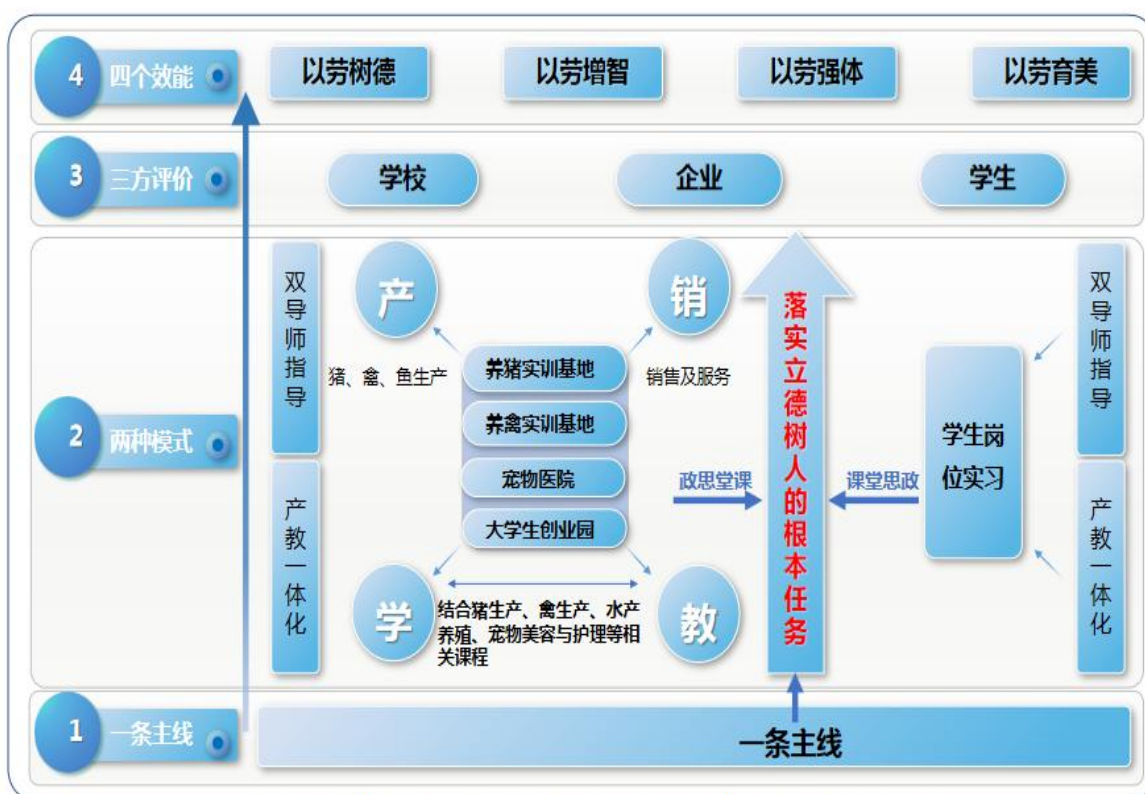 4 四个效能
以劳树德
以劳增智
以劳强体
以劳育美
3 三方评价
学校
企业
学生
2 两种模式
双导师指导
产教一体化
产
猪、禽、鱼生产
销
销售及服务
养猪实训基地
养禽实训基地
宠物医院
大学生创业园
学
教
结合猪生产、禽生产、水产
养殖、宠物美容与护理等相
关课程
政思堂课
落实立德树人的根本任务
课堂思政
学生岗
位实习
双导师指导
产教一体化
1 一条主线
一条主线